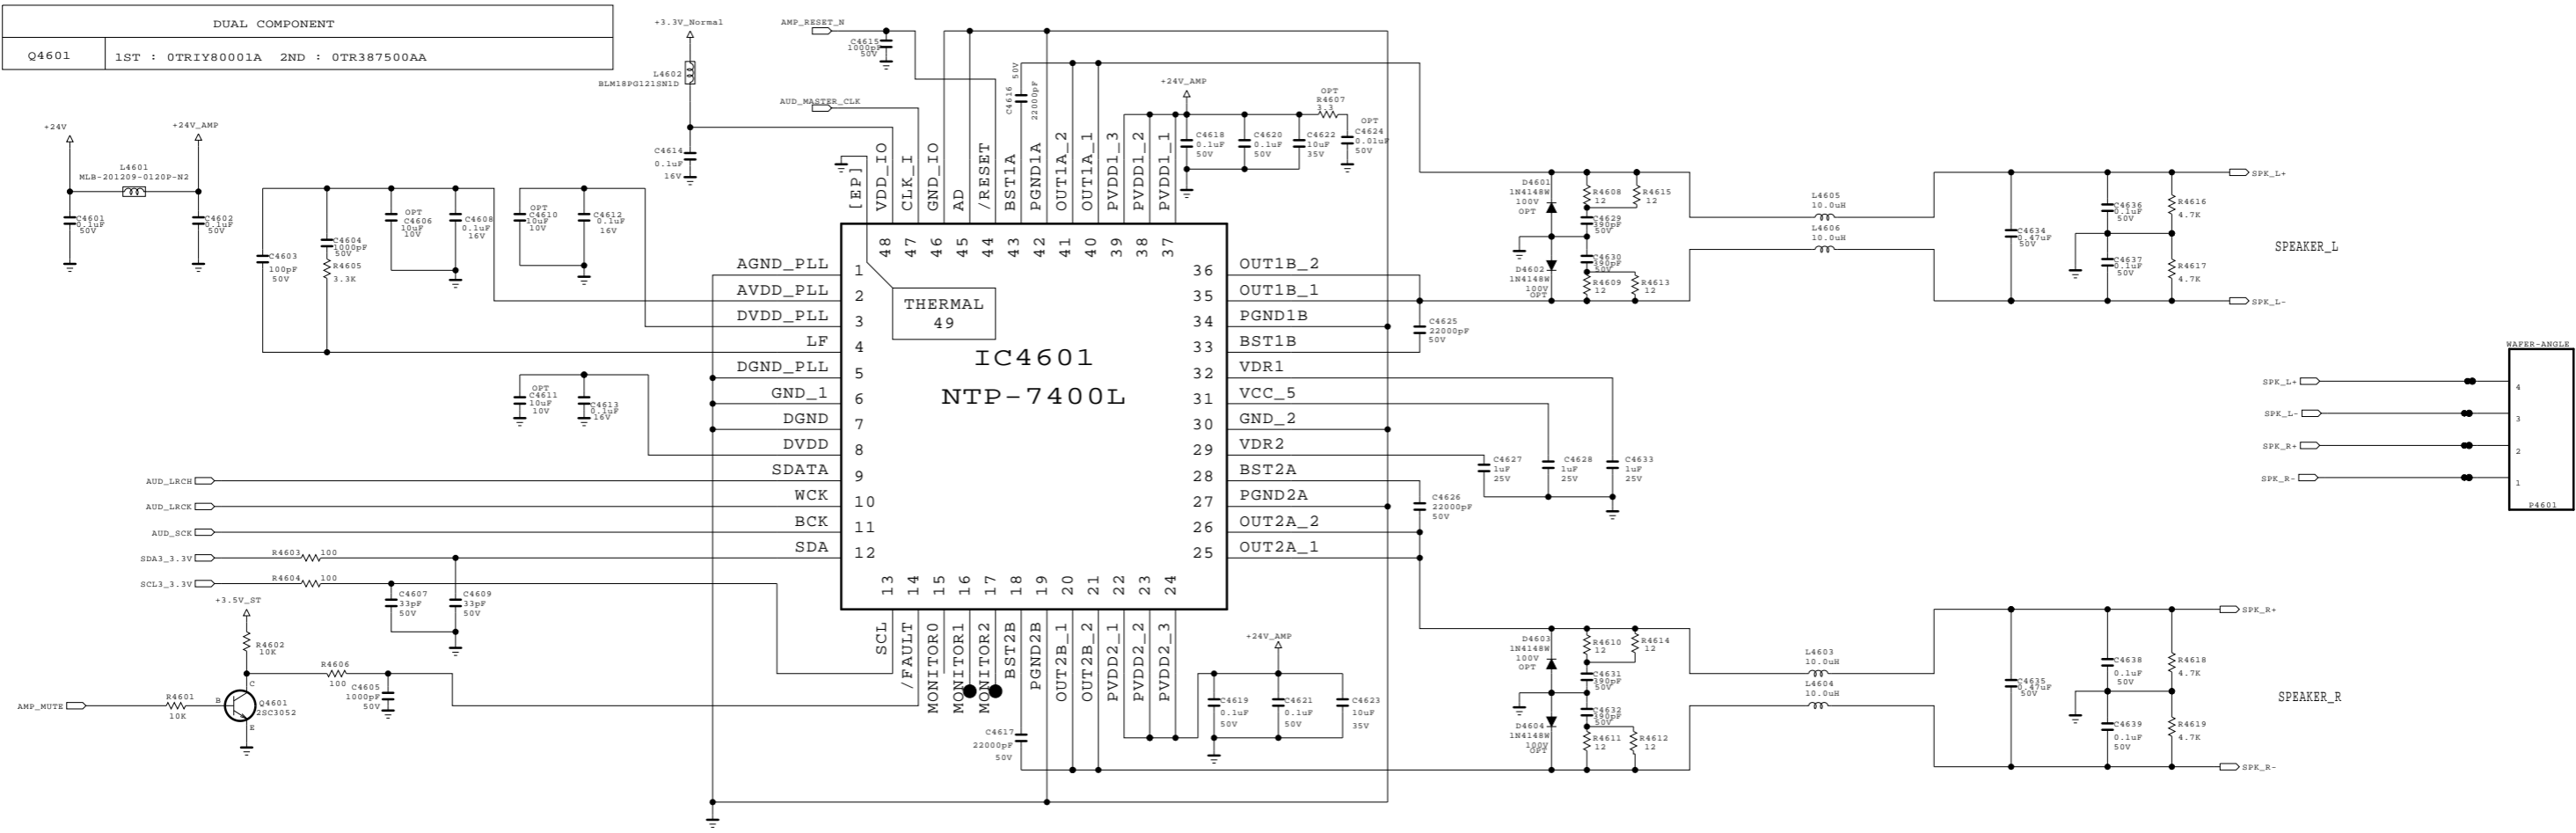 DUAL COMPONENT
Q4601
1ST : 0TRIY80001A 2ND : 0TR387500AA
+3.3V_Normal
L4602
BLM18PG121SN1D
C4614
0.1uF
16V
AMP_RESET_N
C4615
1000pF
50V
AUD_MASTER_CLK
+24V
+24V_AMP
L4601
MLB-201209-0120P-N2
C4601
0.1uF
50V
C4602
0.1uF
50V
C4603
100pF
50V
C4604
1000pF
50V
R4605
3.3K
OPT
C4606
10uF
10V
C4608
0.1uF
16V
OPT
C4610
10uF
10V
C4612
0.1uF
16V
OPT
C4611
10uF
10V
C4613
0.1uF
16V
C4616
22000pF
50V
+24V_AMP
C4618
0.1uF
50V
C4620
0.1uF
50V
C4622
10uF
35V
OPT
R4607
3.3
OPT
C4624
0.01uF
50V
[EP]
VDD_IO
CLK_I
GND_IO
AD
/RESET
BST1A
PGND1A
OUT1A_2
OUT1A_1
PVDD1_3
PVDD1_2
PVDD1_1
48
47
46
45
44
43
42
41
40
39
38
37
AGND_PLL 1
AVDD_PLL 2
DVDD_PLL 3
LF 4
DGND_PLL 5
GND_1 6
DGND 7
DVDD 8
SDATA 9
WCK 10
BCK 11
SDA 12
THERMAL
49
IC4601
NTP-7400L
36 OUT1B_2
35 OUT1B_1
34 PGND1B
33 BST1B
32 VDR1
31 VCC_5
30 GND_2
29 VDR2
28 BST2A
27 PGND2A
26 OUT2A_2
25 OUT2A_1
13
14
15
16
17
18
19
20
21
22
23
24
SCL
/FAULT
MONITOR0
MONITOR1
MONITOR2
BST2B
PGND2B
OUT2B_1
OUT2B_2
PVDD2_1
PVDD2_2
PVDD2_3
AUD_LRCH
AUD_LRCK
AUD_SCK
SDA3_3.3V
R4603 100
SCL3_3.3V
R4604 100
C4607
33pF
50V
C4609
33pF
50V
+3.5V_ST
R4602
10K
R4606
100
C4605
1000pF
50V
AMP_MUTE
R4601
10K
B
C
E
Q4601
2SC3052
C4617
22000pF
50V
+24V_AMP
C4619
0.1uF
50V
C4621
0.1uF
50V
C4623
10uF
35V
C4625
22000pF
50V
C4627
1uF
25V
C4628
1uF
25V
C4633
1uF
25V
C4626
22000pF
50V
D4601
1N4148W
100V
OPT
R4608
12
R4615
12
C4629
390pF
50V
C4630
390pF
50V
D4602
1N4148W
100V
OPT
R4609
12
R4613
12
L4605
10.0uH
L4606
10.0uH
C4634
0.47uF
50V
C4636
0.1uF
50V
C4637
0.1uF
50V
R4616
4.7K
R4617
4.7K
SPK_L+
SPEAKER_L
SPK_L-
D4603
1N4148W
100V
OPT
R4610
12
R4614
12
C4631
390pF
50V
C4632
390pF
50V
D4604
1N4148W
100V
OPT
R4611
12
R4612
12
L4603
10.0uH
L4604
10.0uH
C4635
0.47uF
50V
C4638
0.1uF
50V
C4639
0.1uF
50V
R4618
4.7K
R4619
4.7K
SPK_R+
SPEAKER_R
SPK_R-
WAFER-ANGLE
SPK_L+ 4
SPK_L- 3
SPK_R+ 2
SPK_R- 1
P4601